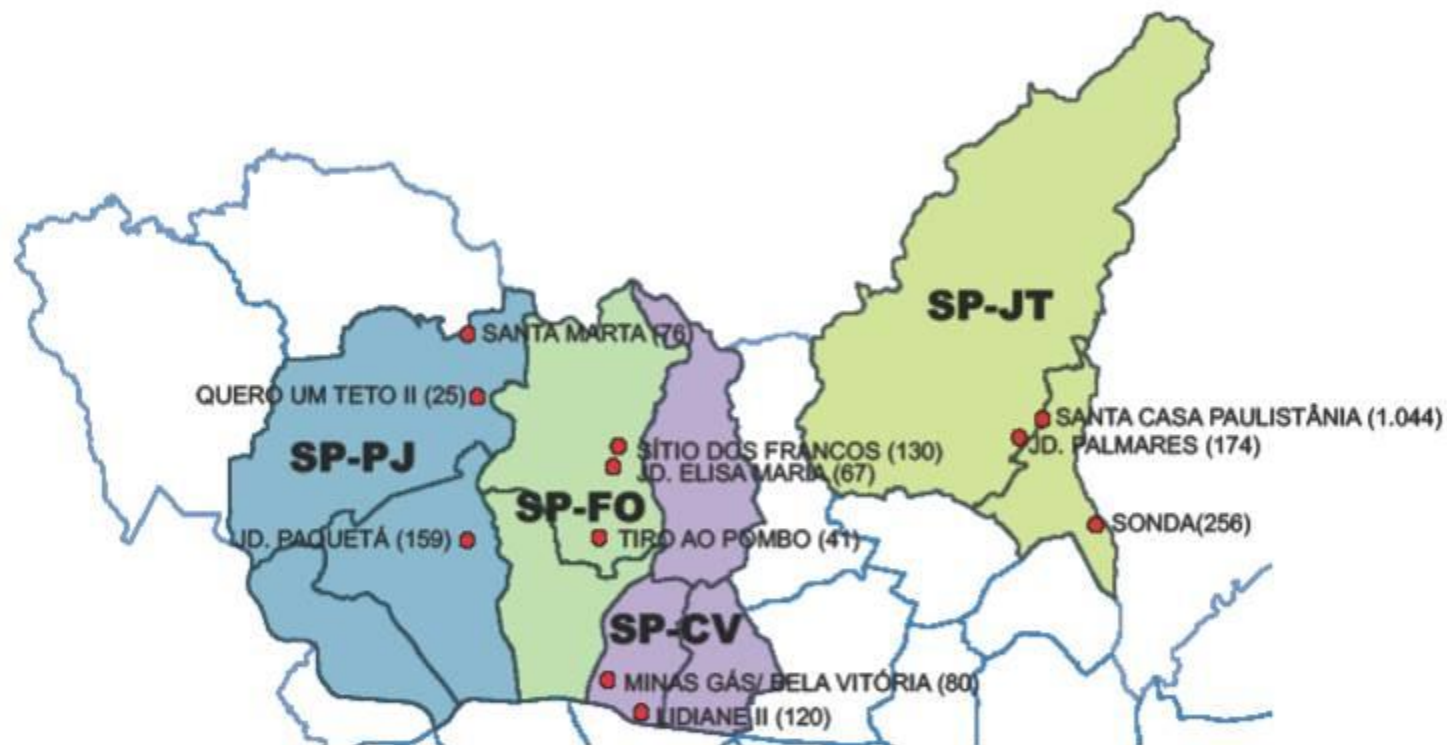 SP-JT
SANTA MARTA (76)
QUERO UM TETO II (25)
SANTA CASA PAULISTÂNIA (1.044)
JD. PALMARES (174)
SÍTIO DOS FRANCOS (130)
SP-PJ
JD. ELISA MARIA (67)
SP-FO
SONDA(256)
JD. PAQUETÁ (159)
TIRO AO POMBO (41)
SP-CV
MINAS GÁS/ BELA VITÓRIA (80)
LIDIANE II (120)